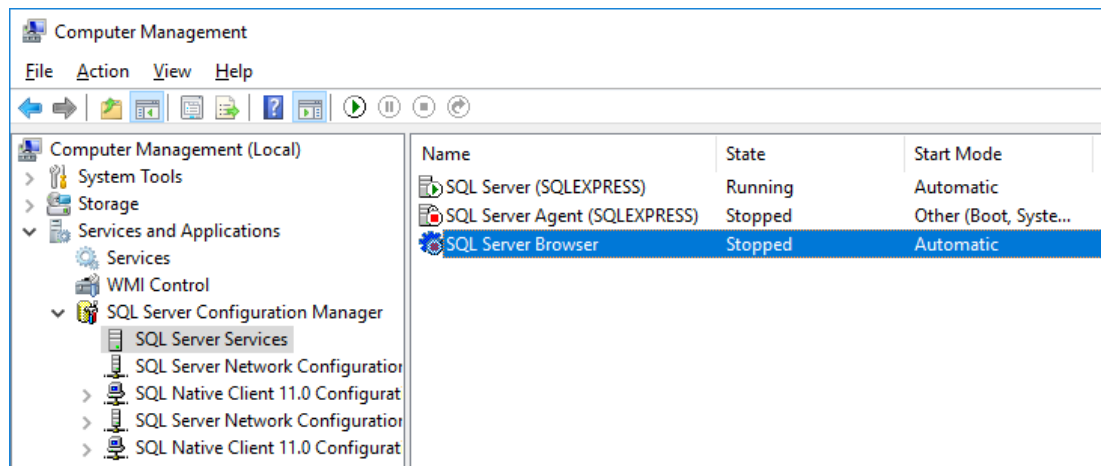 Computer Management
File Action View Help
Computer Management (Local)
System Tools
Storage
Services and Applications
Services
WMI Control
SQL Server Configuration Manager
SQL Server Services
SQL Server Network Configuration
SQL Native Client 11.0 Configurat
SQL Server Network Configuration
SQL Native Client 11.0 Configurat
Name State Start Mode
SQL Server (SQLEXPRESS) Running Automatic
SQL Server Agent (SQLEXPRESS) Stopped Other (Boot, Syste...
SQL Server Browser Stopped Automatic